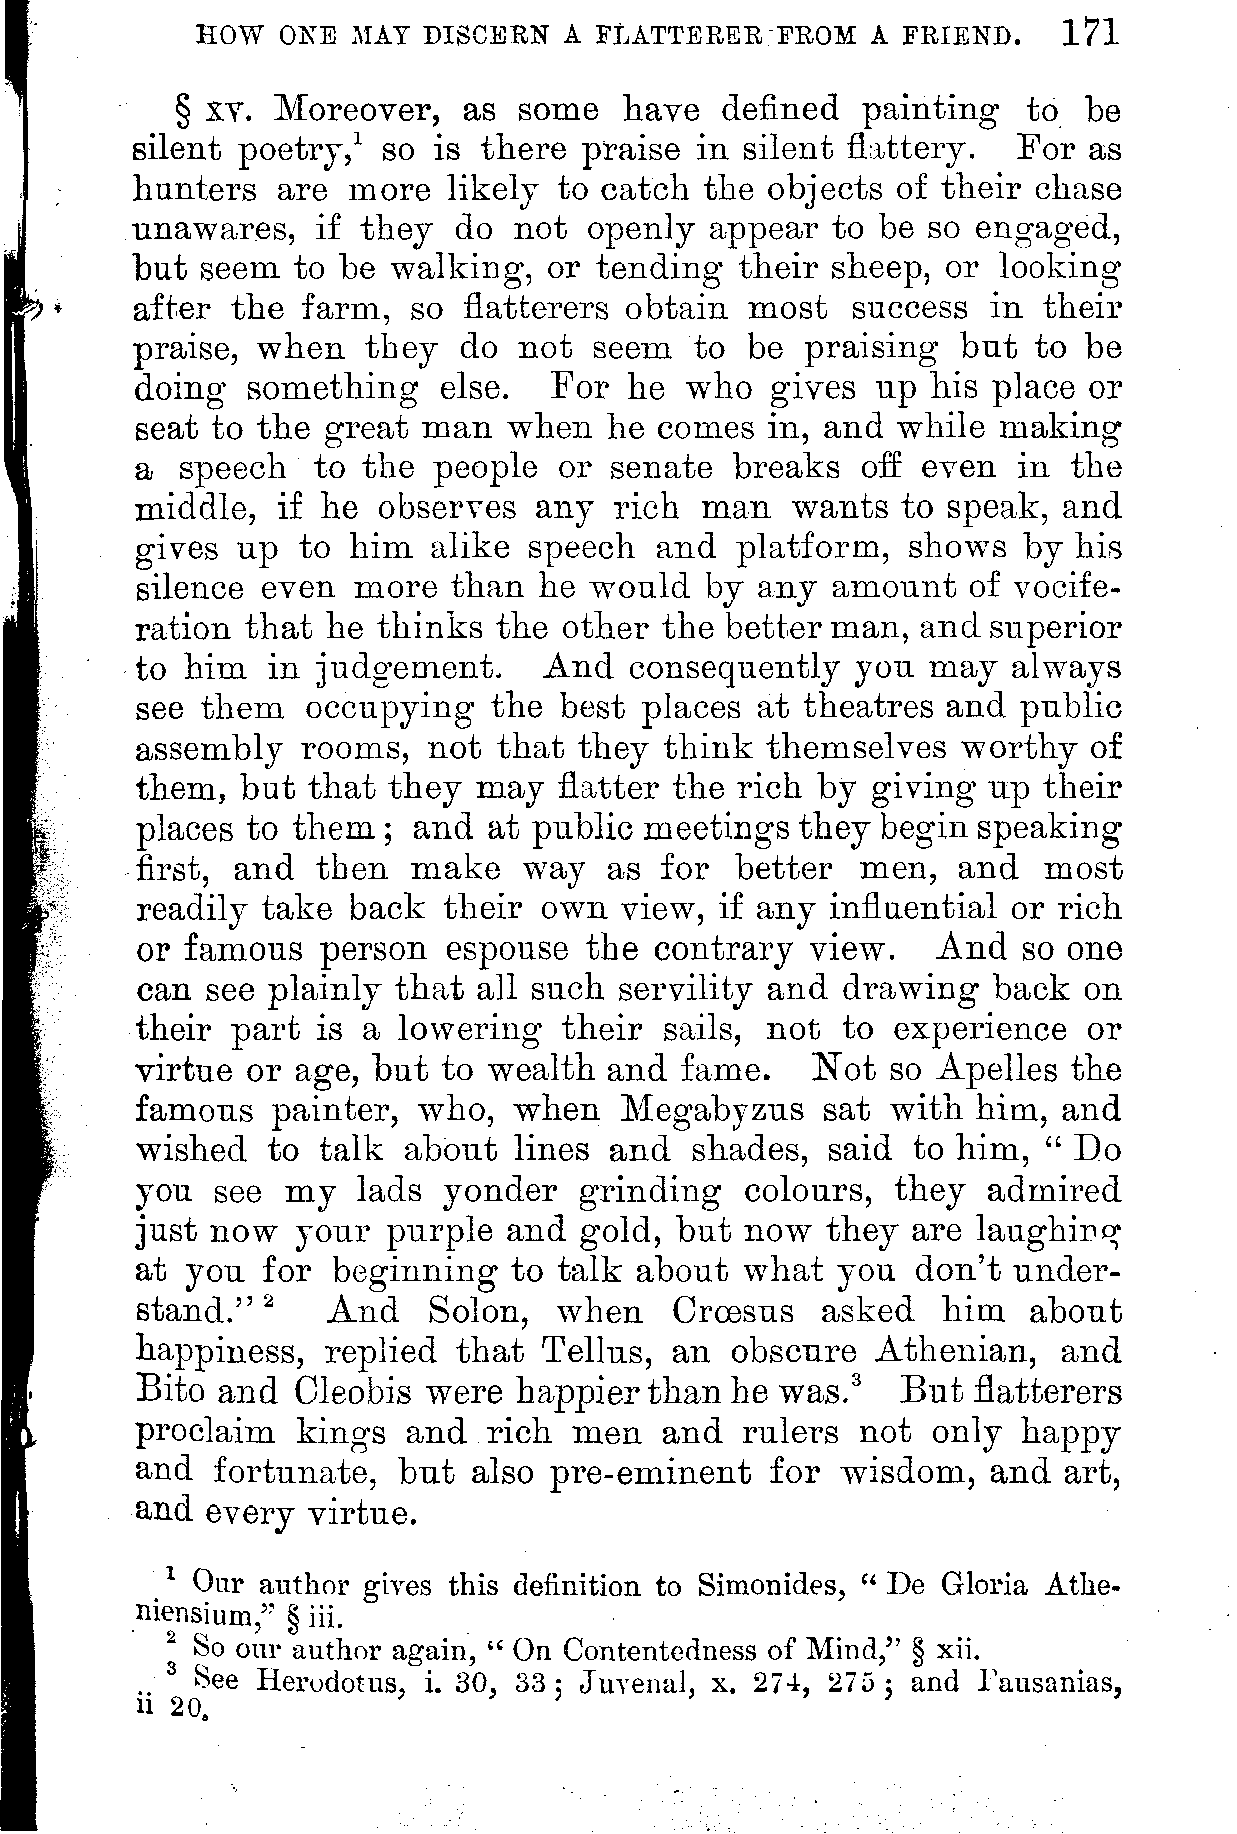 HOW ONE MAY DISCERN A FLATTERER FROM A FRIEND. 171
§ XV. Moreover, as some have defined painting to be
silent poetry,¹ so is there praise in silent flattery. For as
hunters are more likely to catch the objects of their chase
unawares, if they do not openly appear to be so engaged,
but seem to be walking, or tending their sheep, or looking
after the farm, so flatterers obtain most success in their
praise, when they do not seem to be praising but to be
doing something else. For he who gives up his place or
seat to the great man when he comes in, and while making
a speech to the people or senate breaks off even in the
middle, if he observes any rich man wants to speak, and
gives up to him alike speech and platform, shows by his
silence even more than he would by any amount of vocife-
ration that he thinks the other the better man, and superior
to him in judgement. And consequently you may always
see them occupying the best places at theatres and public
assembly rooms, not that they think themselves worthy of
them, but that they may flatter the rich by giving up their
places to them; and at public meetings they begin speaking
first, and then make way as for better men, and most
readily take back their own view, if any influential or rich
or famous person espouse the contrary view. And so one
can see plainly that all such servility and drawing back on
their part is a lowering their sails, not to experience or
virtue or age, but to wealth and fame. Not so Apelles the
famous painter, who, when Megabyzus sat with him, and
wished to talk about lines and shades, said to him, “ Do
you see my lads yonder grinding colours, they admired
just now your purple and gold, but now they are laughing
at you for beginning to talk about what you don’t under-
stand.” ² And Solon, when Crœsus asked him about
happiness, replied that Tellus, an obscure Athenian, and
Bito and Cleobis were happier than he was.³ But flatterers
proclaim kings and rich men and rulers not only happy
and fortunate, but also pre-eminent for wisdom, and art,
and every virtue.
¹ Our author gives this definition to Simonides, “ De Gloria Athe-
niensium,” § iii.
² So our author again, “ On Contentedness of Mind,” § xii.
³ See Herodotus, i. 30, 33; Juvenal, x. 274, 275; and Pausanias,
ii 20.